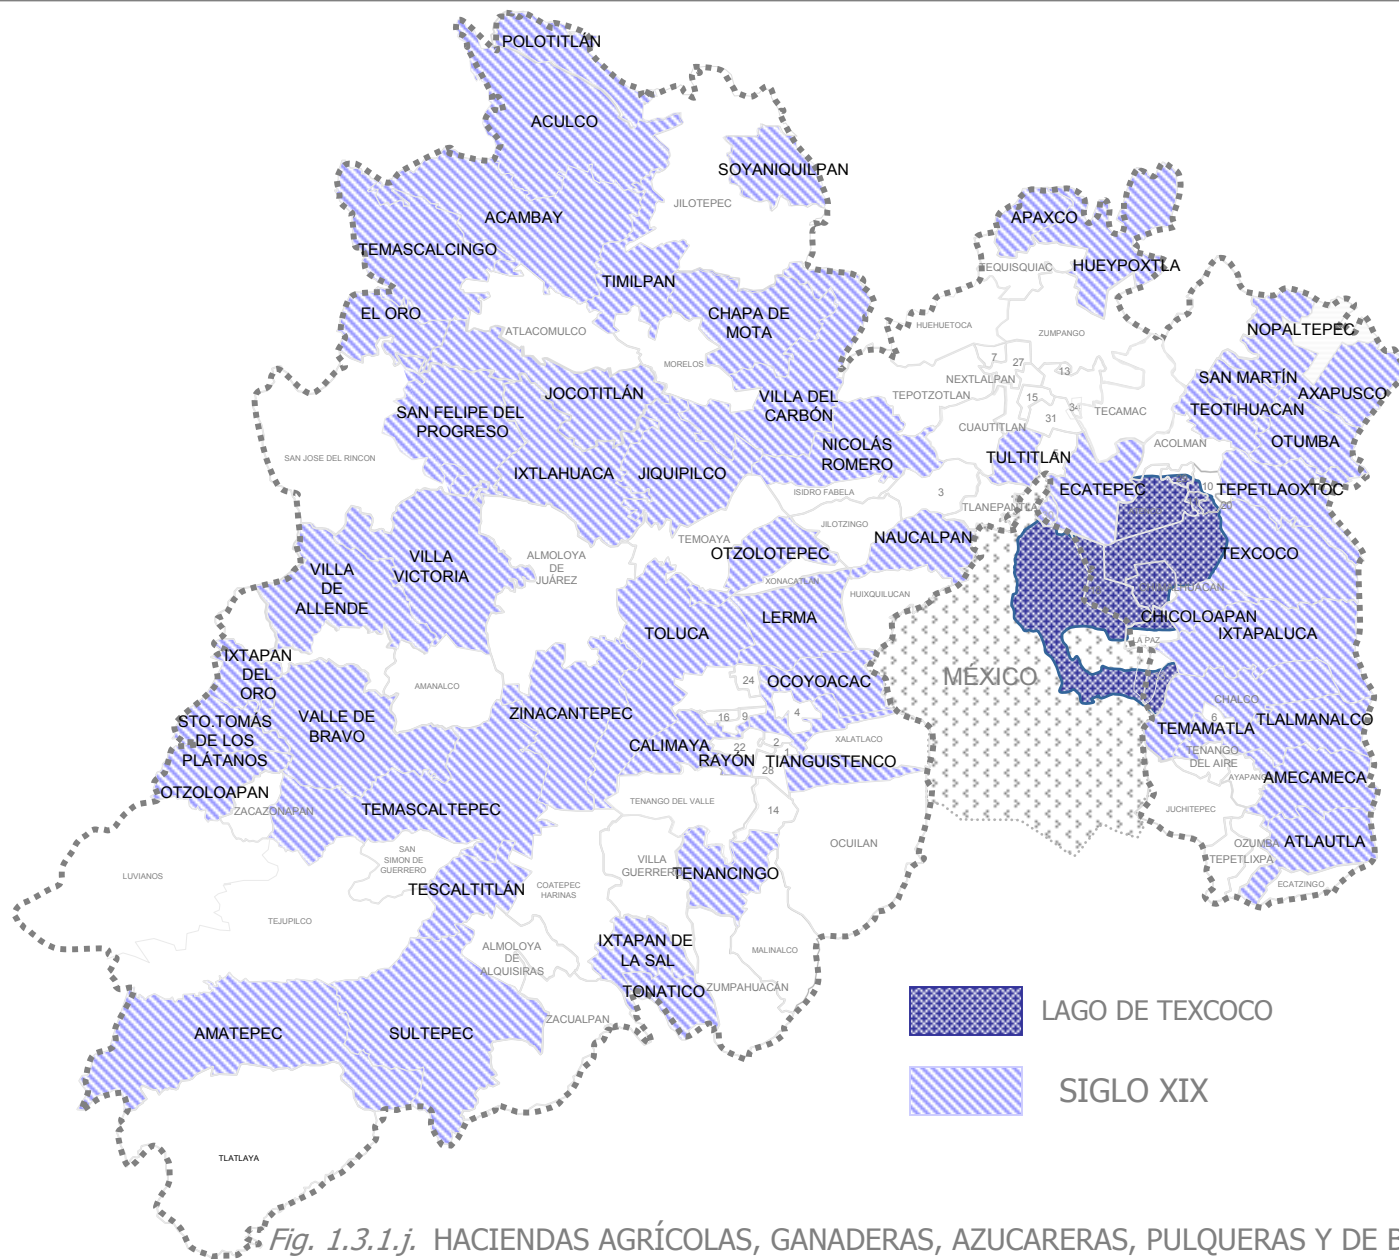 POLOTITLÁN
ACULCO
SOYANIQUILPAN
JILOTEPEC
ACAMBAY
TEMASCALCINGO
APAXCO
TEQUISQUIAC
HUEYPOXTLA
TIMILPAN
EL ORO
CHAPA DE
MOTA
ATLACOMULCO
HUEHUETOCA
ZUMPANGO
NOPALTEPEC
MORELOS
7
27
13
NEXTLALPAN
TEPOTZOTLAN
15
34
31
TECAMAC
SAN MARTÍN
AXAPUSCO
TEOTIHUACAN
JOCOTITLÁN
VILLA DEL
CARBÓN
SAN FELIPE DEL
PROGRESO
CUAUTITLAN
ACOLMAN
OTUMBA
NICOLÁS
ROMERO
TULTITLÁN
SAN JOSE DEL RINCON
IXTLAHUACA
JIQUIPILCO
ISIDRO FABELA
3
ECATEPEC
10
TEPETLAOXTOC
20
TLANEPANTLA
JILOTZINGO
TEMOAYA
NAUCALPAN
OTZOLOTEPEC
TEXCOCO
ALMOLOYA
DE
JUÁREZ
VILLA
VICTORIA
VILLA
DE
ALLENDE
XONACATLÁN
HUIXQUILUCAN
CHICOLOAPAN
LERMA
TOLUCA
IXTAPALUCA
LA PAZ
IXTAPAN
DEL
ORO
AMANALCO
24
OCOYOACAC
MEXICO
CHALCO
STO.TOMÁS
DE LOS
PLÁTANOS
VALLE DE
BRAVO
ZINACANTEPEC
16
9
4
6
TLALMANALCO
TEMAMATLA
CALIMAYA
22
2
1
XALATLACO
RAYÓN
TIANGUISTENCO
28
TENANGO
DEL AIRE
AYAPANGO
AMECAMECA
OTZOLOAPAN
ZACAZONAPAN
TEMASCALTEPEC
TENANGO DEL VALLE
14
JUCHITEPEC
SAN
SIMON DE
GUERRERO
VILLA
GUERRERO
OCUILAN
OZUMBA
ATLAUTLA
TEPETLIXPA
LUVIANOS
TESCALTITLÁN
COATEPEC
HARINAS
TENANCINGO
ECATZINGO
TEJUPILCO
ALMOLOYA
DE
ALQUISIRAS
IXTAPAN DE
LA SAL
MALINALCO
TONATICO
ZUMPAHUACÁN
ZACUALPAN
AMATEPEC
SULTEPEC
TLATLAYA
LAGO DE TEXCOCO
SIGLO XIX
Fig. 1.3.1.j. HACIENDAS AGRÍCOLAS, GANADERAS, AZUCARERAS, PULQUERAS Y DE